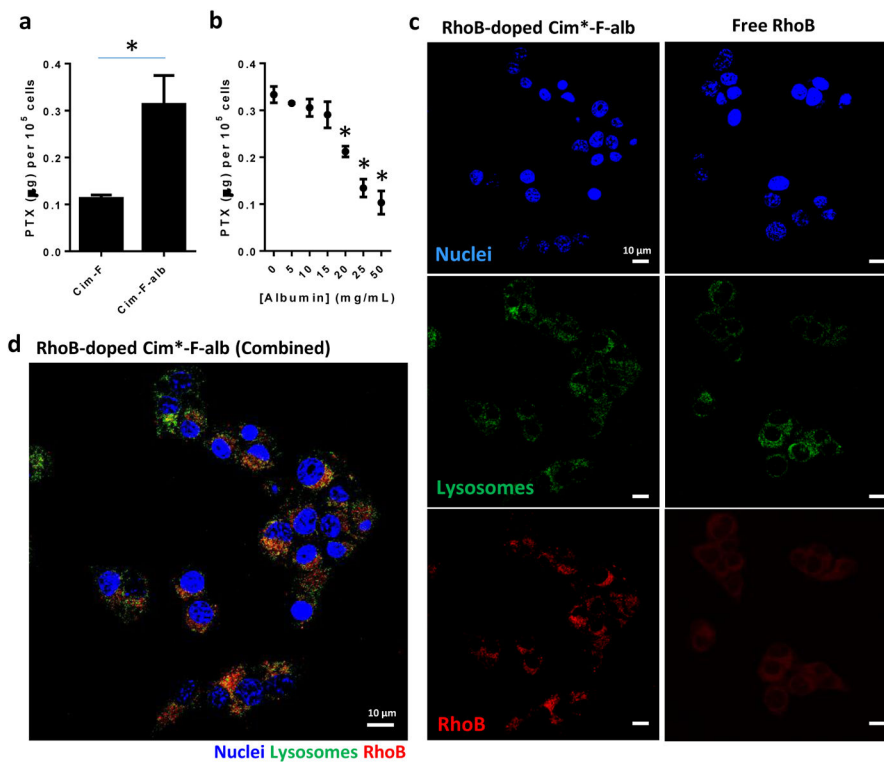 a
*
0.4
0.3
0.2
0.1
0.0
PTX (µg) per 10⁵ cells
Cim-F
Cim-F-alb
b
0.4
0.3
0.2
0.1
0.0
PTX (µg) per 10⁵ cells
*
*
*
0
5
10
15
20
25
50
[Albumin] (mg/mL)
c
RhoB-doped Cim*-F-alb
Free RhoB
Nuclei
10 µm
Lysosomes
RhoB
d
RhoB-doped Cim*-F-alb (Combined)
10 µm
Nuclei Lysosomes RhoB